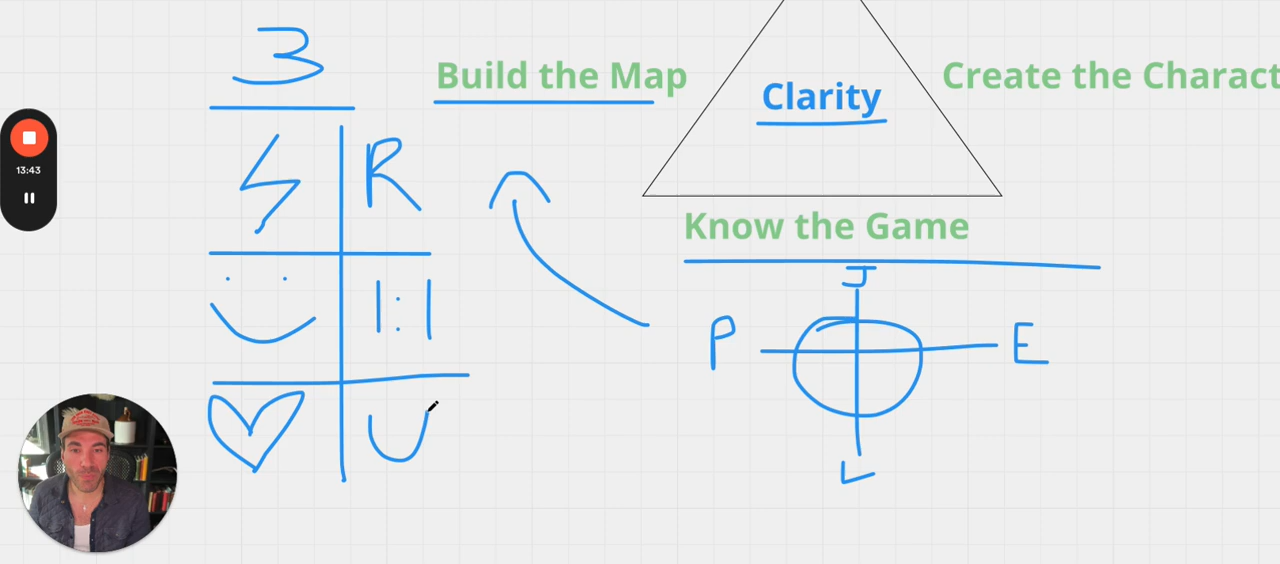 3
Build the Map
Clarity
Create the Charact
13:43
R
Know the Game
J
1:1
P
E
U
L